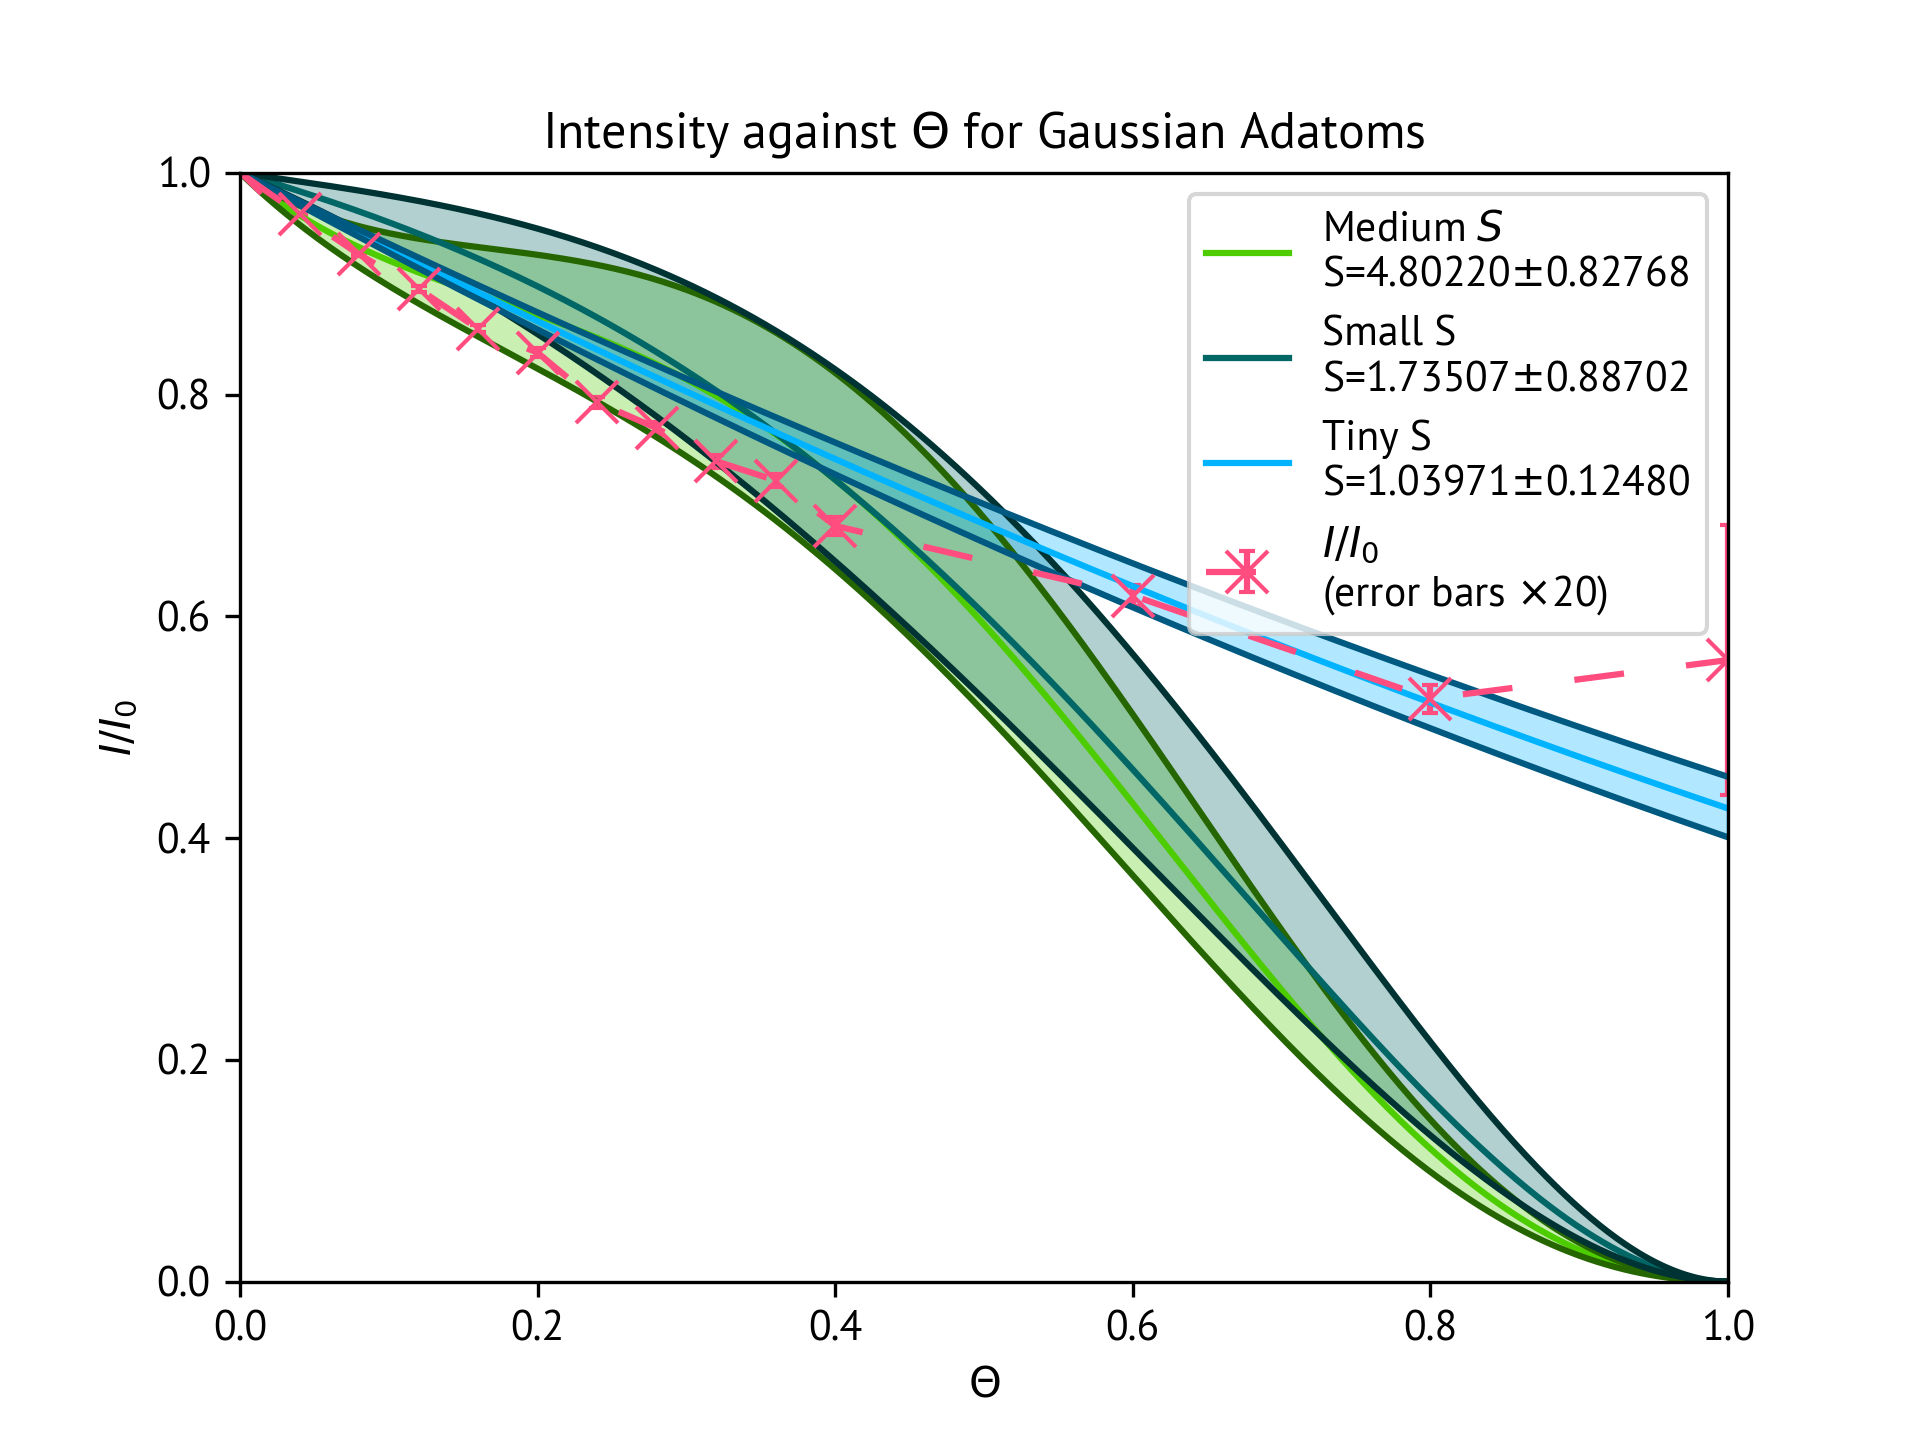 Intensity against Θ for Gaussian Adatoms
1.0
0.8
0.6
0.4
0.2
0.0
I/I₀
Medium S
S=4.80220±0.82768
Small S
S=1.73507±0.88702
Tiny S
S=1.03971±0.12480
I/I₀
(error bars ×20)
0.0 0.2 0.4 0.6 0.8 1.0
Θ